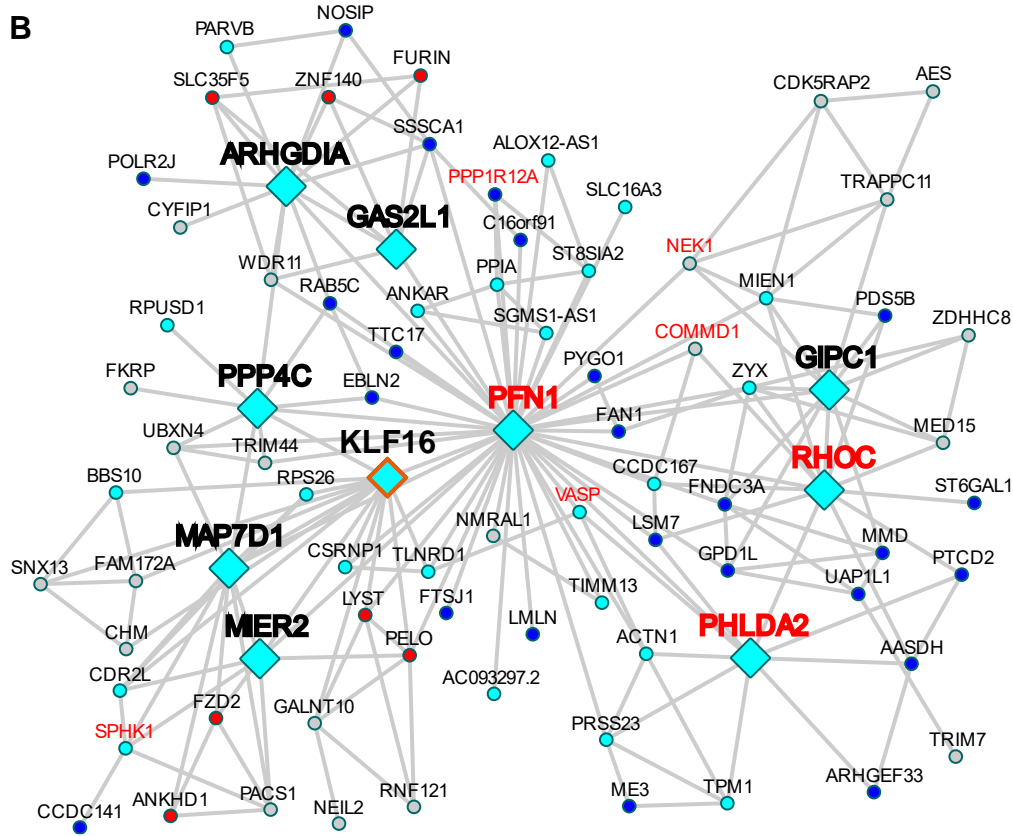 B
NOSIP
PARVB
FURIN
SLC35F5
ZNF140
SSSCA1
CDK5RAP2
AES
ARHGDIA
ALOX12-AS1
POLR2J
PPP1R12A
SLC16A3
TRAPPC11
CYFIP1
GAS2L1
C16orf91
WDR11
PPIA
ST8SIA2
NEK1
MIEN1
RAB5C
ANKAR
PDS5B
RPUSD1
SGMS1-AS1
ZDHHC8
TTC17
COMMD1
FKRP
PPP4C
EBLN2
PYGO1
ZYX
GIPC1
PFN1
FAN1
MED15
UBXN4
TRIM44
KLF16
RHOC
BBS10
RPS26
CCDC167
FNDC3A
ST6GAL1
VASP
MAP7D1
NMRAL1
LSM7
MMD
SNX13
FAM172A
CSRNP1
TLNRD1
GPD1L
PTCD2
TIMM13
UAP1L1
LYST
FTSJ1
LMLN
CHM
MIER2
PELO
ACTN1
PHLDA2
AASDH
CDR2L
AC093297.2
FZD2
GALNT10
SPHK1
PRSS23
TRIM7
CCDC141
ANKHD1
PACS1
NEIL2
RNF121
ME3
TPM1
ARHGEF33